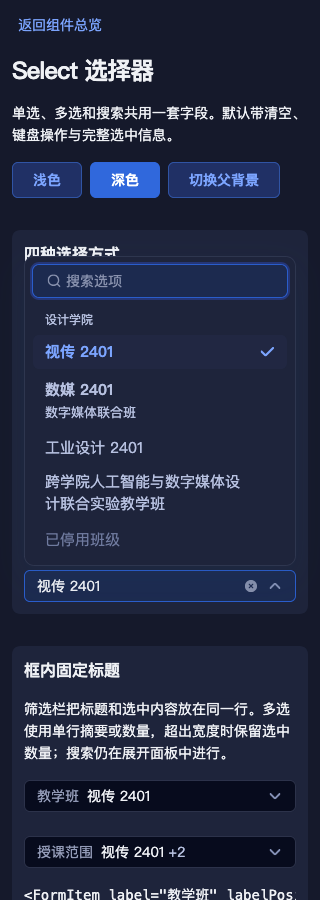 返回组件总览
Select 选择器
单选、多选和搜索共用一套字段。默认带清空、
键盘操作与完整选中信息。
浅色 深色 切换父背景
四种选择方式
搜索选项
设计学院
视传 2401
数媒 2401
数字媒体联合班
工业设计 2401
跨学院人工智能与数字媒体设
计联合实验教学班
已停用班级
视传 2401
框内固定标题
筛选栏把标题和选中内容放在同一行。多选
使用单行摘要或数量，超出宽度时保留选中
数量；搜索仍在展开面板中进行。
教学班 视传 2401
授课范围 视传 2401 +2
<FormItem label="教学班" labelPos